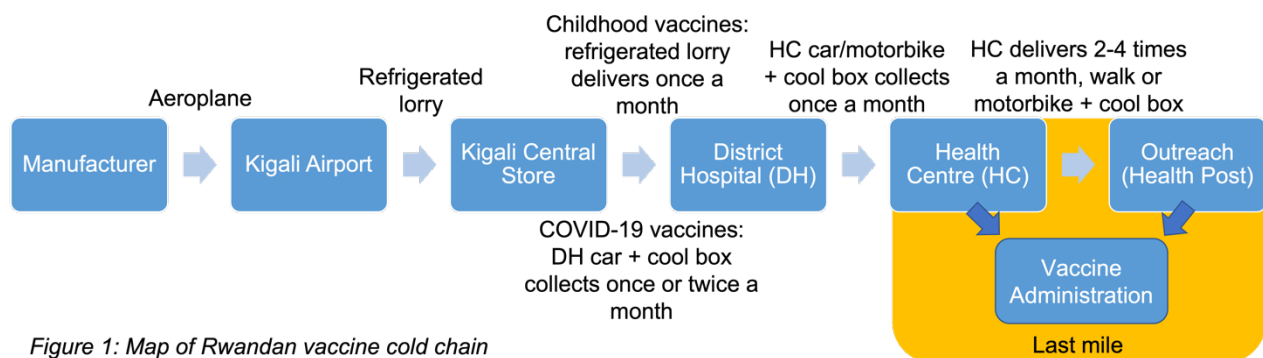 Childhood vaccines:
refrigerated lorry
delivers once a
month
HC car/motorbike
+ cool box collects
once a month
HC delivers 2-4 times
a month, walk or
motorbike + cool box
Aeroplane
Refrigerated
lorry
Manufacturer
Kigali Airport
Kigali Central
Store
District
Hospital (DH)
Health
Centre (HC)
Outreach
(Health Post)
COVID-19 vaccines:
DH car + cool box
collects once or twice a
month
Vaccine
Administration
Last mile
Figure 1: Map of Rwandan vaccine cold chain